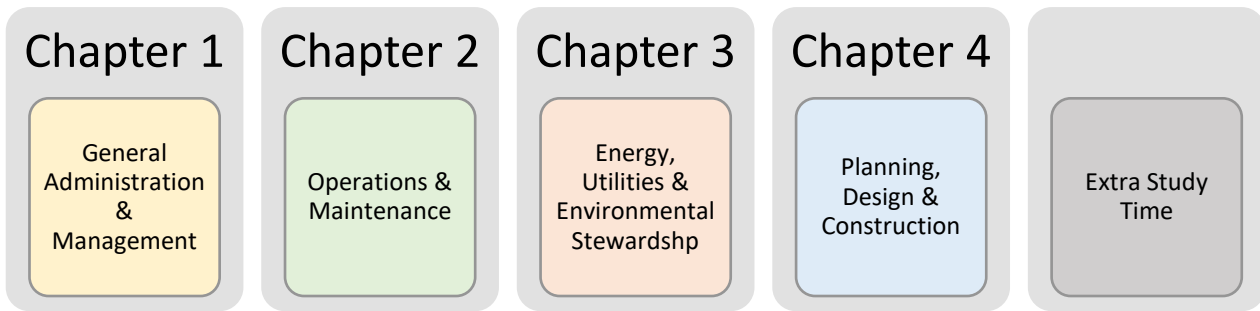 Chapter 1
General
Administration
&
Management
Chapter 2
Operations &
Maintenance
Chapter 3
Energy,
Utilities &
Environmental
Stewardshp
Chapter 4
Planning,
Design &
Construction
Extra Study
Time